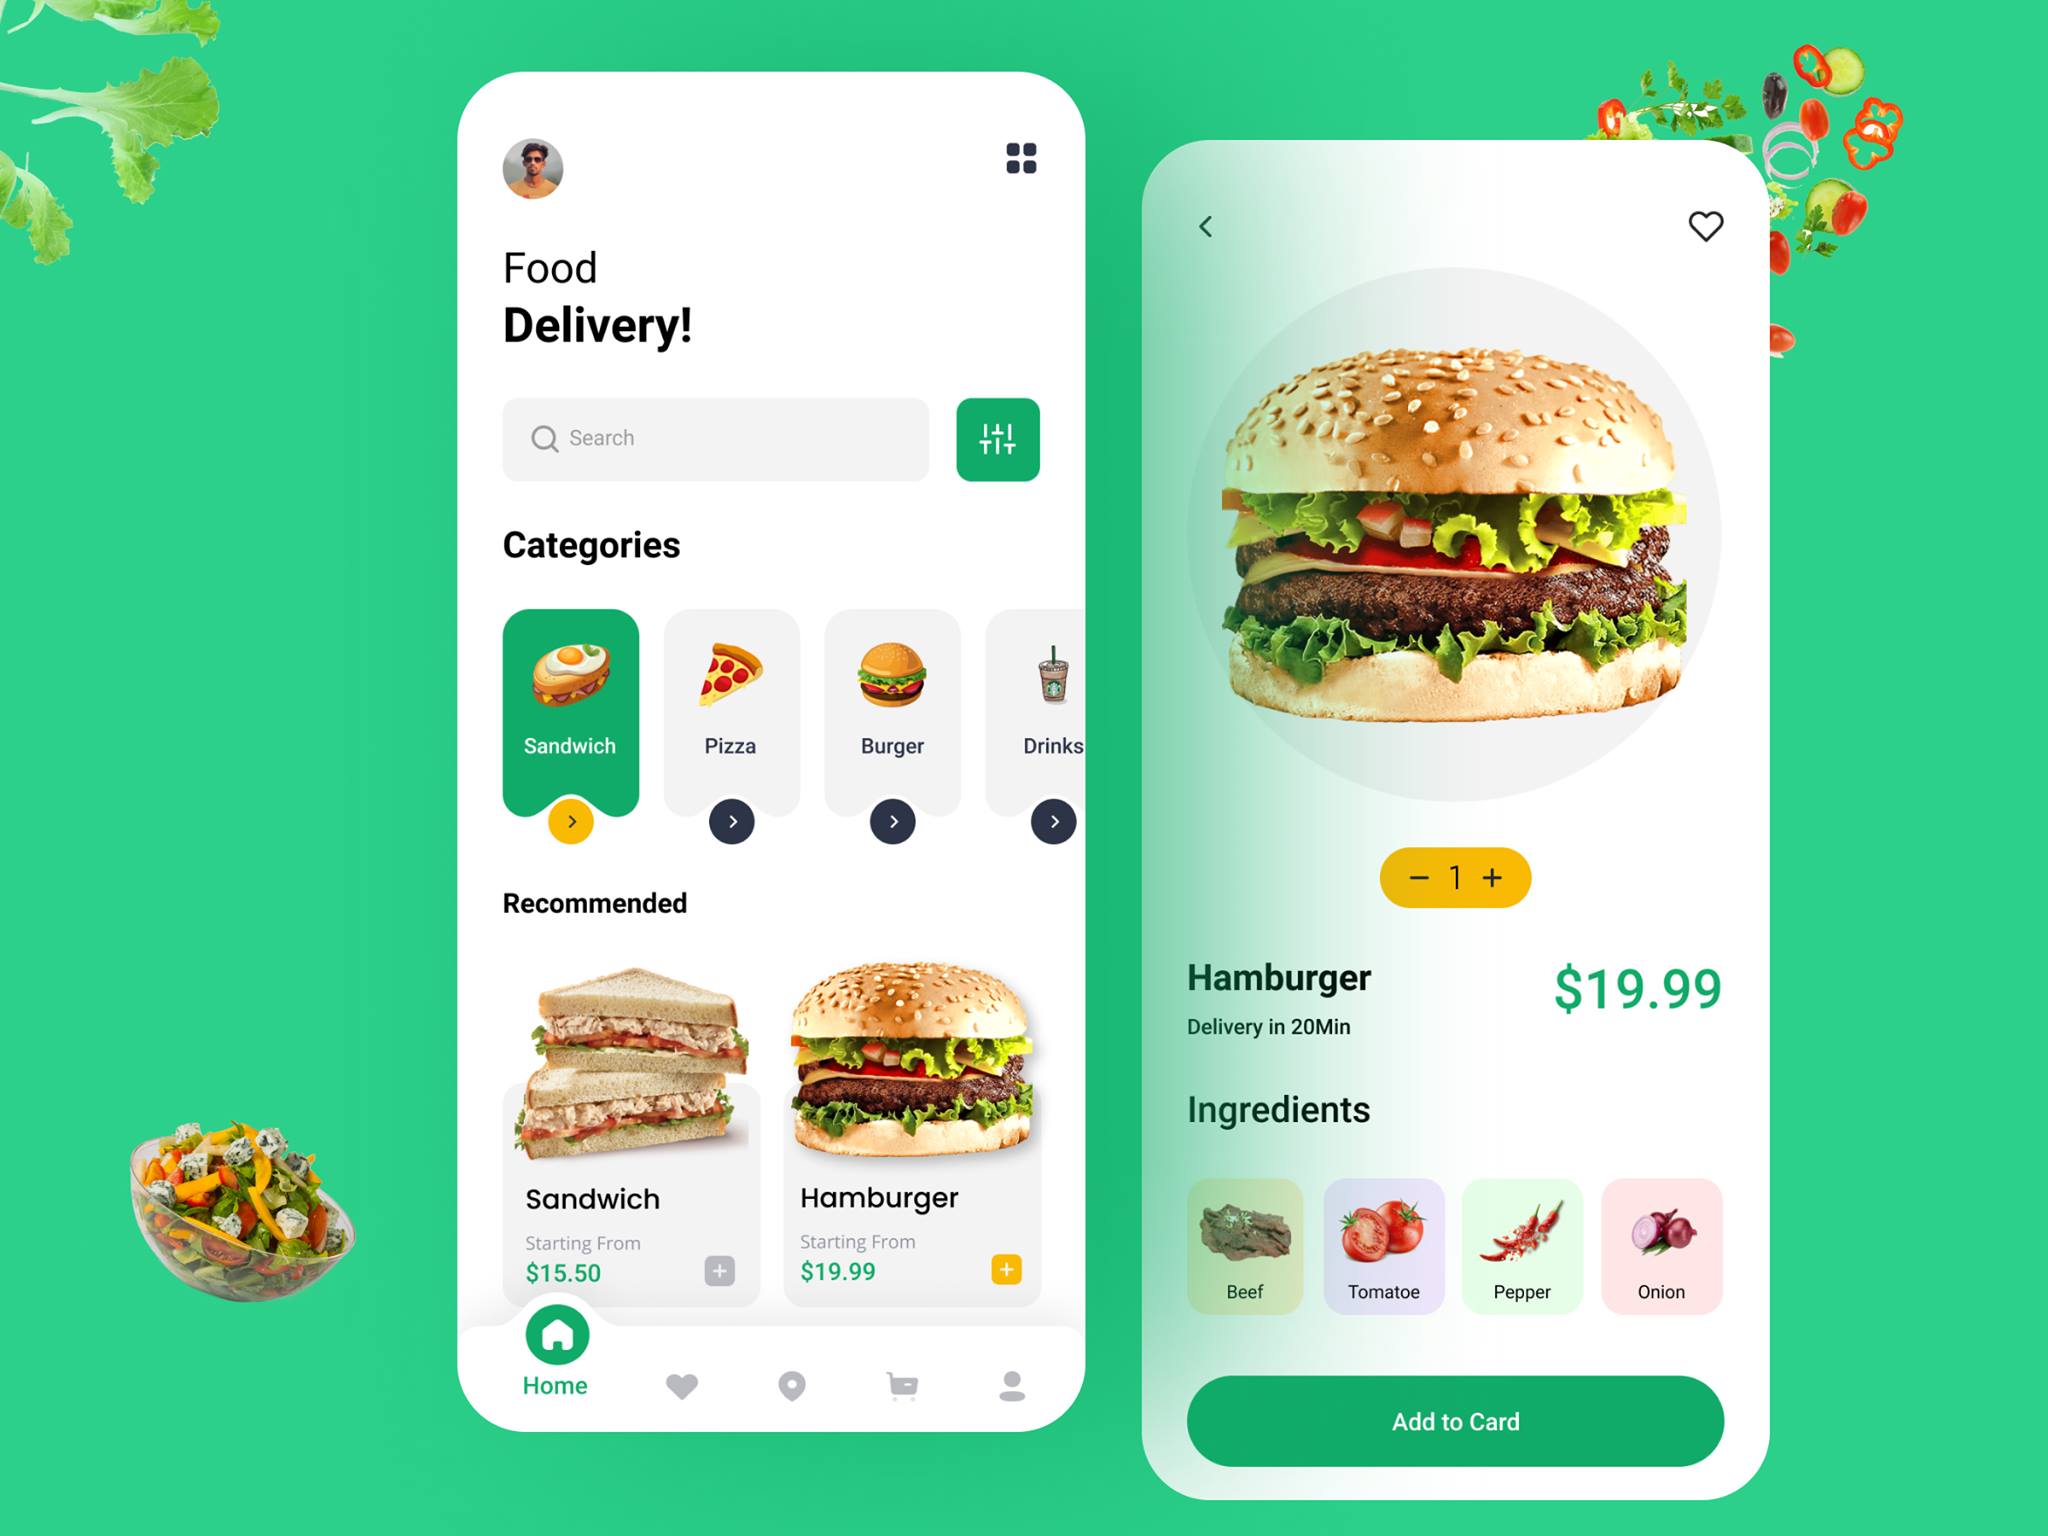 Food
Delivery!
Search
Categories
Sandwich
Pizza
Burger
Drinks
Recommended
Sandwich
Starting From
$15.50
Hamburger
Starting From
$19.99
Home
1
Hamburger
$19.99
Delivery in 20Min
Ingredients
Beef
Tomatoe
Pepper
Onion
Add to Card